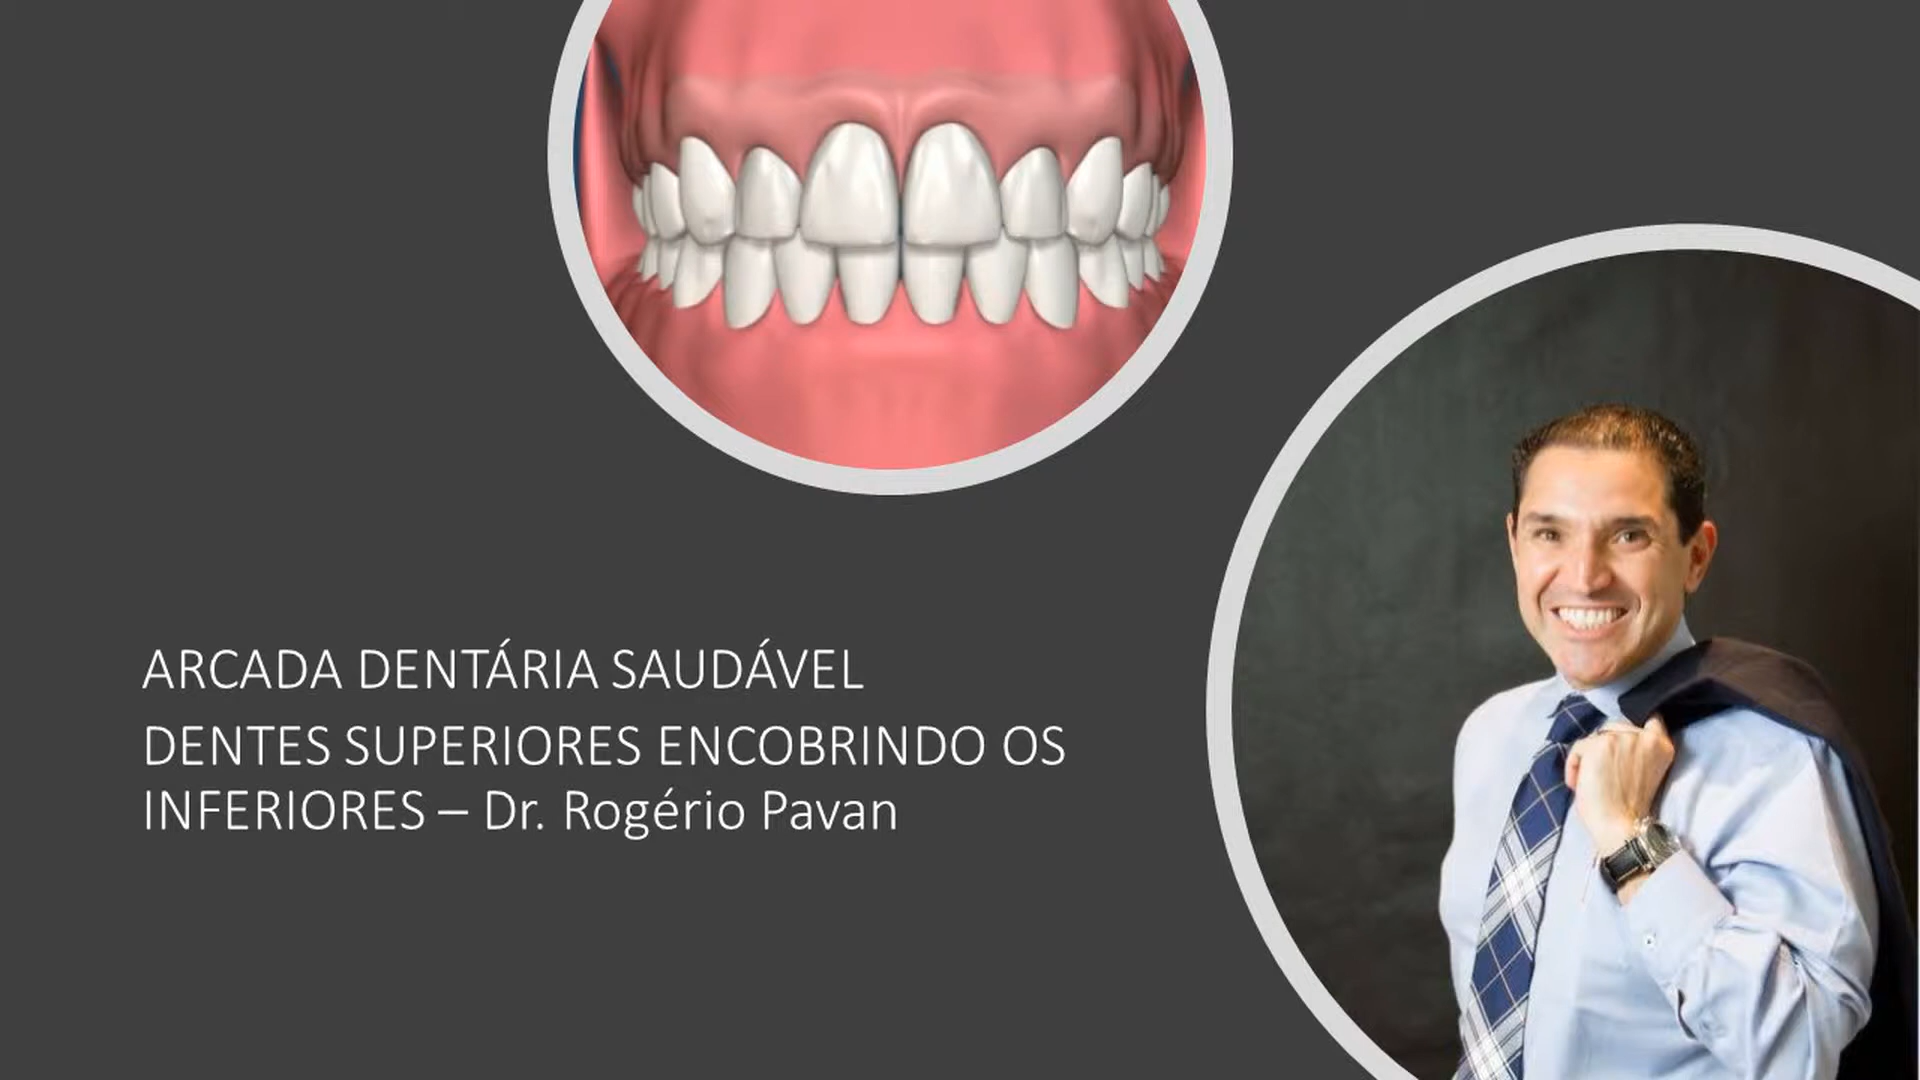 ARCADA DENTÁRIA SAUDÁVEL
DENTES SUPERIORES ENCOBRINDO OS
INFERIORES – Dr. Rogério Pavan